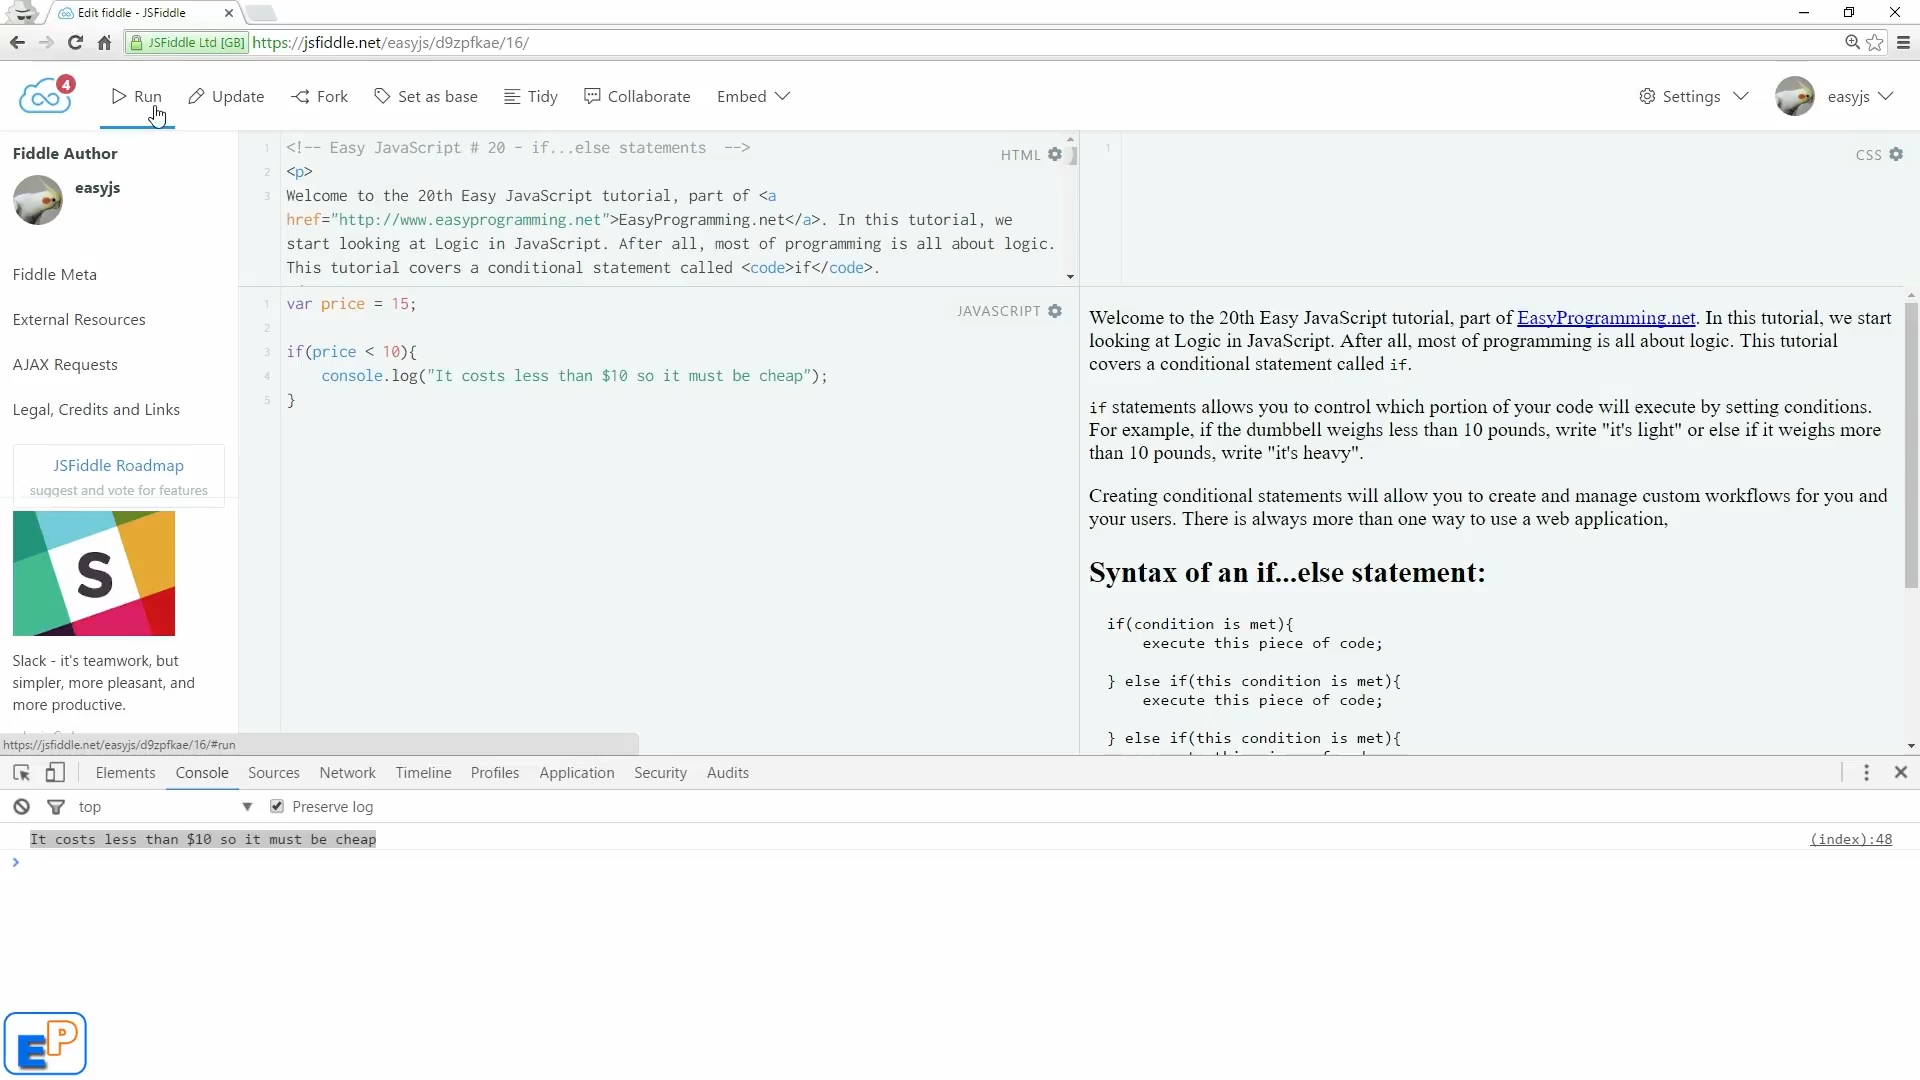 Edit fiddle - JSFiddle
JSFiddle Ltd [GB]
https://jsfiddle.net/easyjs/d9zpfkae/16/
4
Run
Update
Fork
Set as base
Tidy
Collaborate
Embed
Settings
easyjs
Fiddle Author
easyjs
Fiddle Meta
External Resources
AJAX Requests
Legal, Credits and Links
JSFiddle Roadmap
suggest and vote for features
S
Slack - it's teamwork, but
simpler, more pleasant, and
more productive.
https://jsfiddle.net/easyjs/d9zpfkae/16/#run
HTML
1 <!-- Easy JavaScript # 20 - if...else statements  -->
2 <p>
3 Welcome to the 20th Easy JavaScript tutorial, part of <a
href="http://www.easyprogramming.net">EasyProgramming.net</a>. In this tutorial, we
start looking at Logic in JavaScript. After all, most of programming is all about logic.
This tutorial covers a conditional statement called <code>if</code>.
1
CSS
JAVASCRIPT
1 var price = 15;
2
3 if(price < 10){
4     console.log("It costs less than $10 so it must be cheap");
5 }
Welcome to the 20th Easy JavaScript tutorial, part of EasyProgramming.net. In this tutorial, we start
looking at Logic in JavaScript. After all, most of programming is all about logic. This tutorial
covers a conditional statement called if.
if statements allows you to control which portion of your code will execute by setting conditions.
For example, if the dumbbell weighs less than 10 pounds, write "it's light" or else if it weighs more
than 10 pounds, write "it's heavy".
Creating conditional statements will allow you to create and manage custom workflows for you and
your users. There is always more than one way to use a web application,
Syntax of an if...else statement:
if(condition is met){
execute this piece of code;
} else if(this condition is met){
execute this piece of code;
} else if(this condition is met){
Elements
Console
Sources
Network
Timeline
Profiles
Application
Security
Audits
top
Preserve log
It costs less than $10 so it must be cheap
(index):48
EP